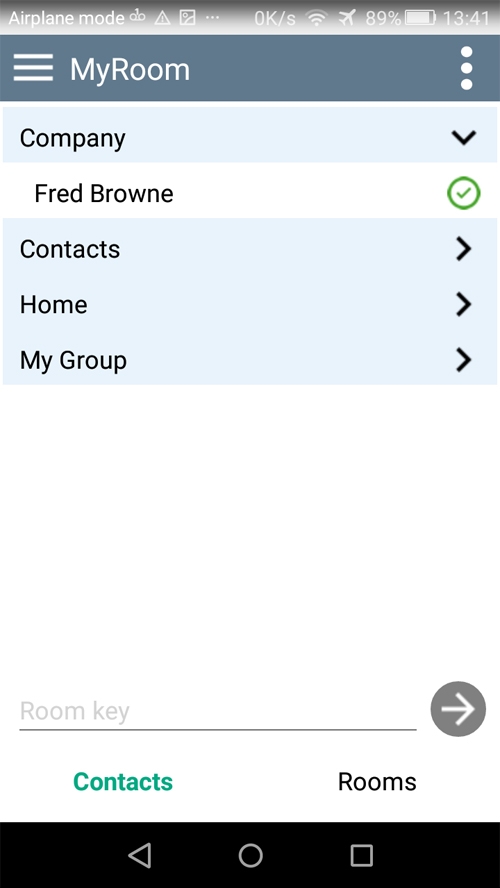 Airplane mode ... 0K/s 89% 13:41
MyRoom
Company
Fred Browne
Contacts
Home
My Group
Room key
Contacts Rooms